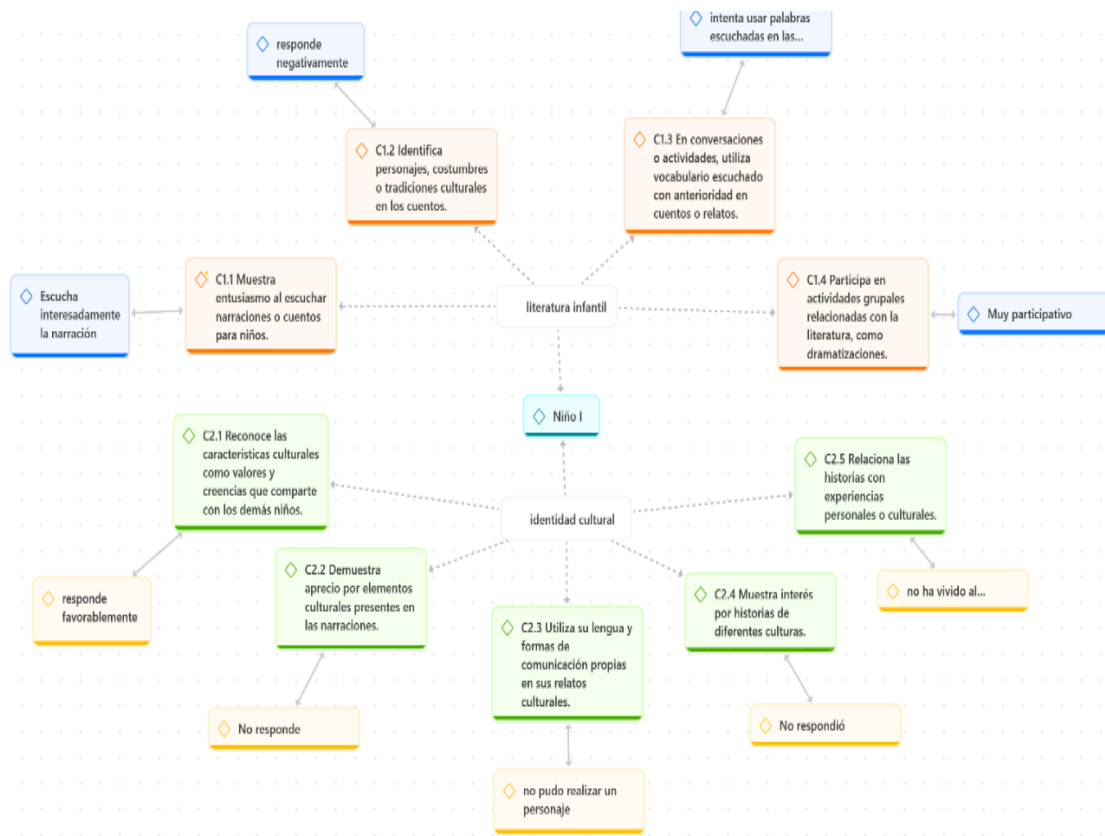 intenta usar palabras
escuchadas en las...
responde
negativamente
C1.2 Identifica
personajes, costumbres
o tradiciones culturales
en los cuentos.
C1.3 En conversaciones
o actividades, utiliza
vocabulario escuchado
con anterioridad en
cuentos o relatos.
Escucha
interesadamente
la narración
C1.1 Muestra
entusiasmo al escuchar
narraciones o cuentos
para niños.
literatura infantil
C1.4 Participa en
actividades grupales
relacionadas con la
literatura, como
dramatizaciones.
Muy participativo
Niño I
C2.1 Reconoce las
características culturales
como valores y
creencias que comparte
con los demás niños.
identidad cultural
C2.5 Relaciona las
historias con
experiencias
personales o culturales.
responde
favorablemente
C2.2 Demuestra
aprecio por elementos
culturales presentes en
las narraciones.
C2.3 Utiliza su lengua y
formas de
comunicación propias
en sus relatos
culturales.
C2.4 Muestra interés
por historias de
diferentes culturas.
no ha vivido al...
No responde
No respondió
no pudo realizar un
personaje